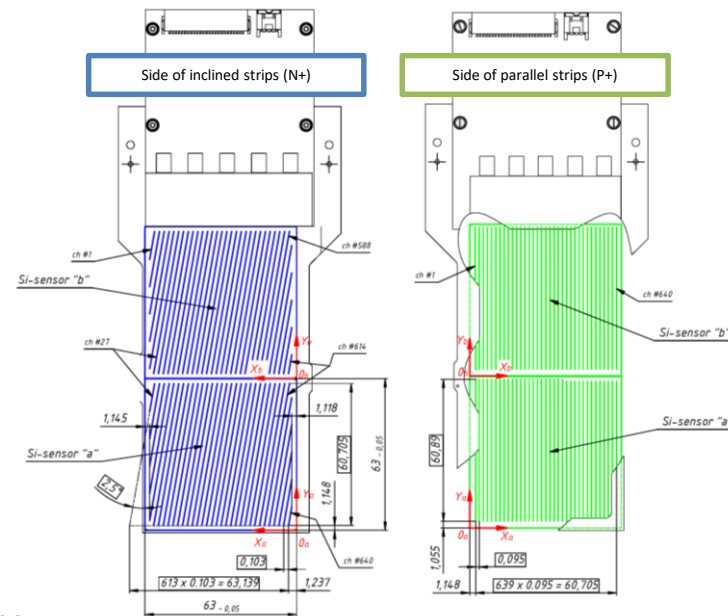 Side of inclined strips (N+)
Side of parallel strips (P+)
ch #1
ch #588
Si-sensor "b"
ch #27
ch #614
Yb
Xb
0b
1,145
1,118
Si-sensor "a"
60,705
63 -0,05
2,5°
1,148
Ya
Xa
0a
0,103
ch #640
613 x 0.103 = 63,139
1,237
63 -0,05
ch #1
ch #640
Si-sensor "b"
Yb
0b
Xb
60,89
Si-sensor "a"
Ya
0a
Xa
1,055
0,095
1,148
639 x 0.095 = 60,705